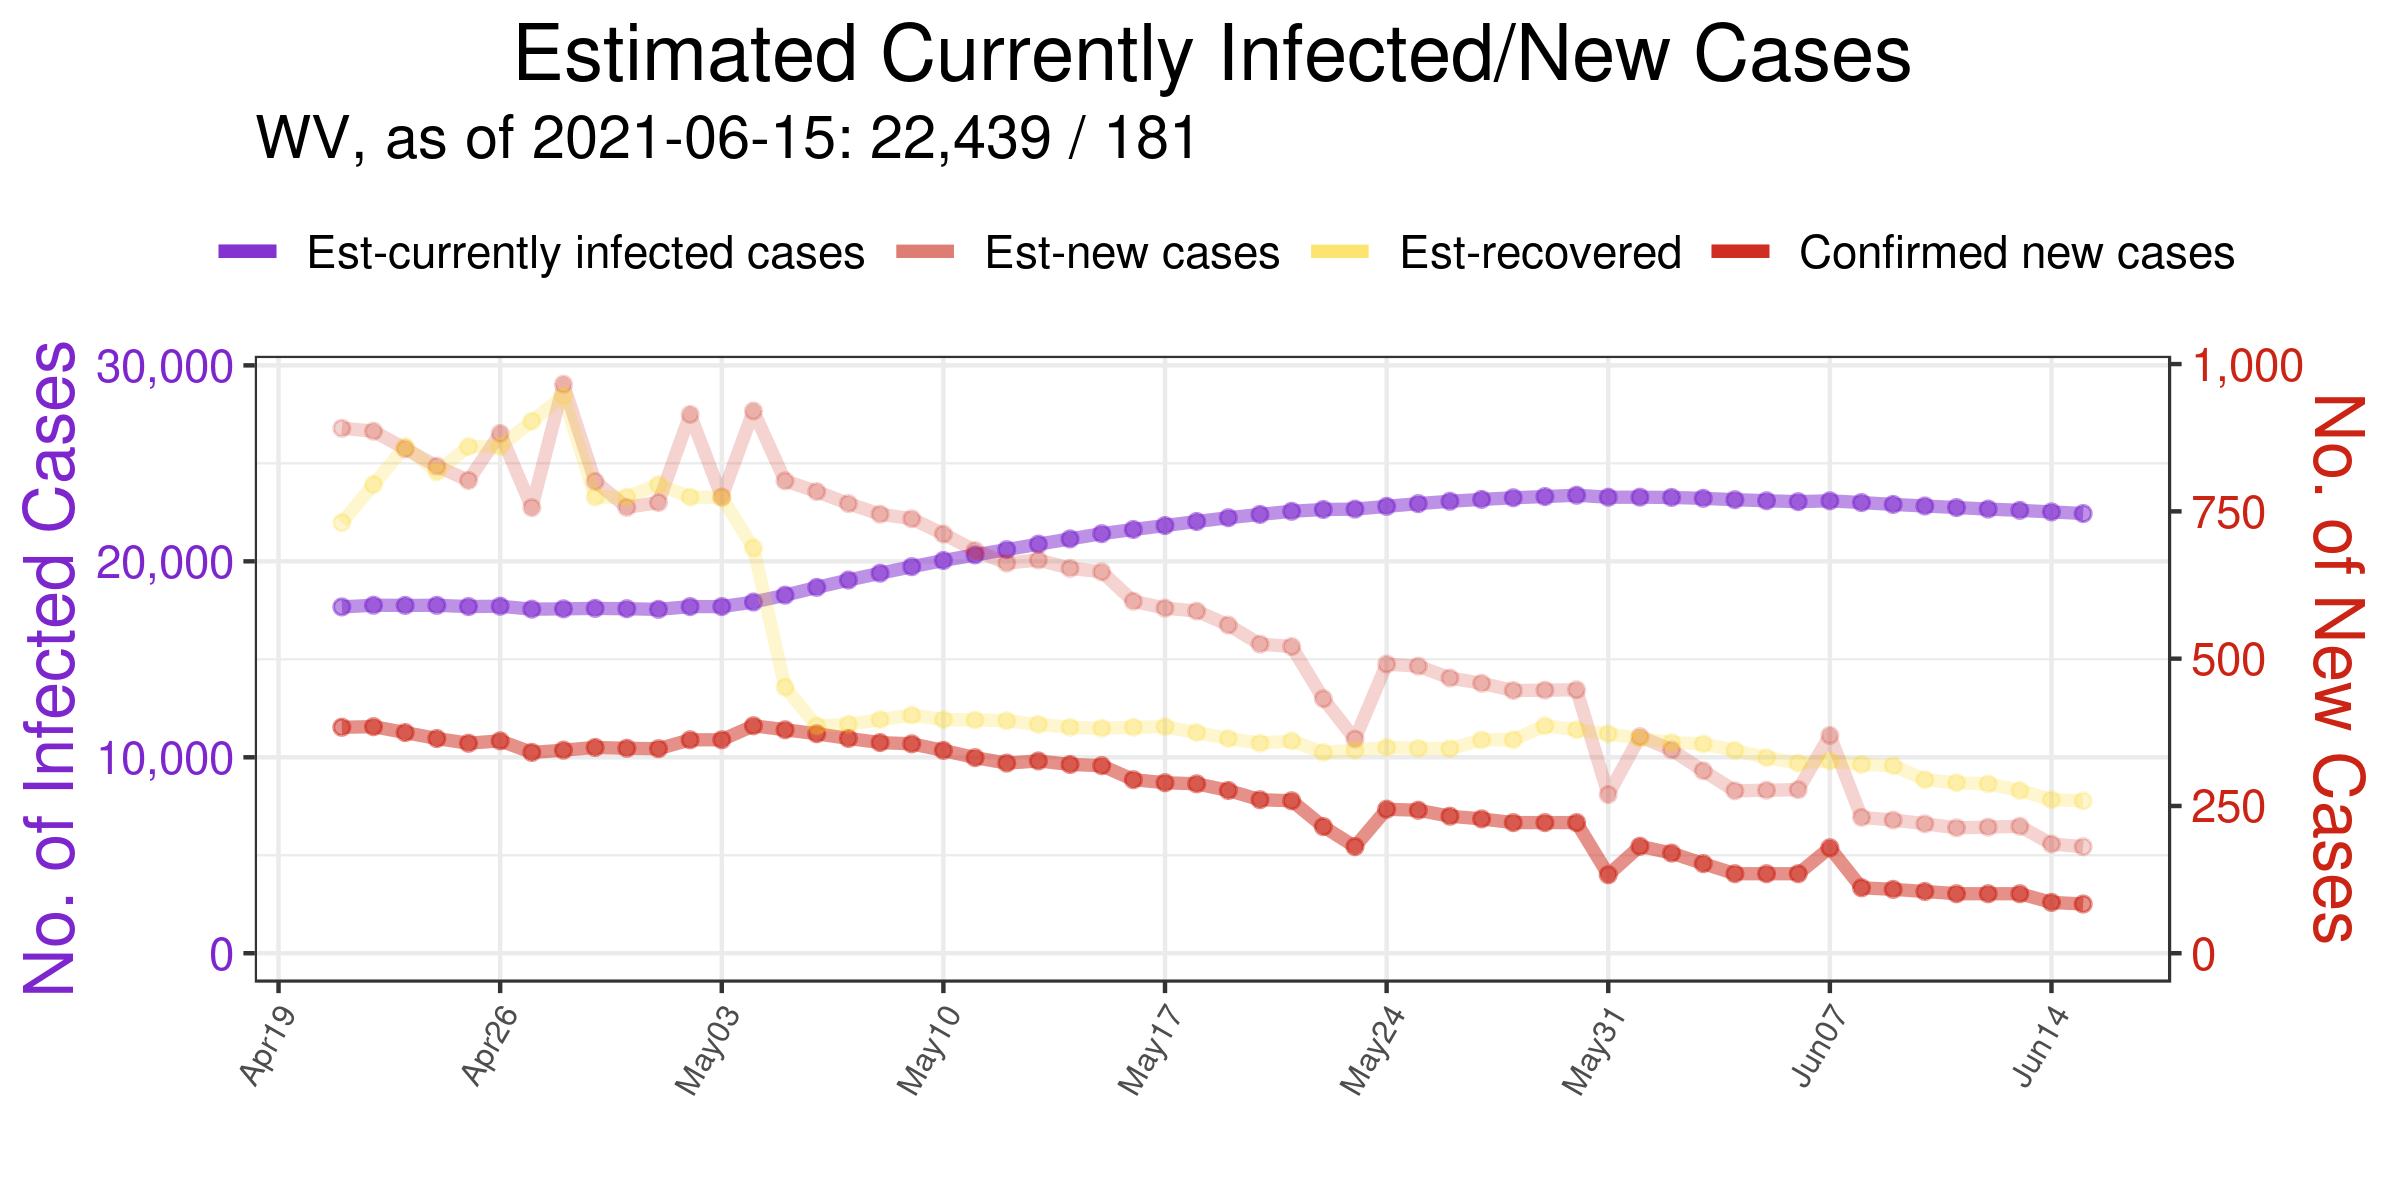 Estimated Currently Infected/New Cases
WV, as of 2021-06-15: 22,439 / 181
Est-currently infected cases Est-new cases Est-recovered Confirmed new cases
No. of Infected Cases
30,000
20,000
10,000
0
1,000
750
500
250
0
No. of New Cases
Apr19 Apr26 May03 May10 May17 May24 May31 Jun07 Jun14